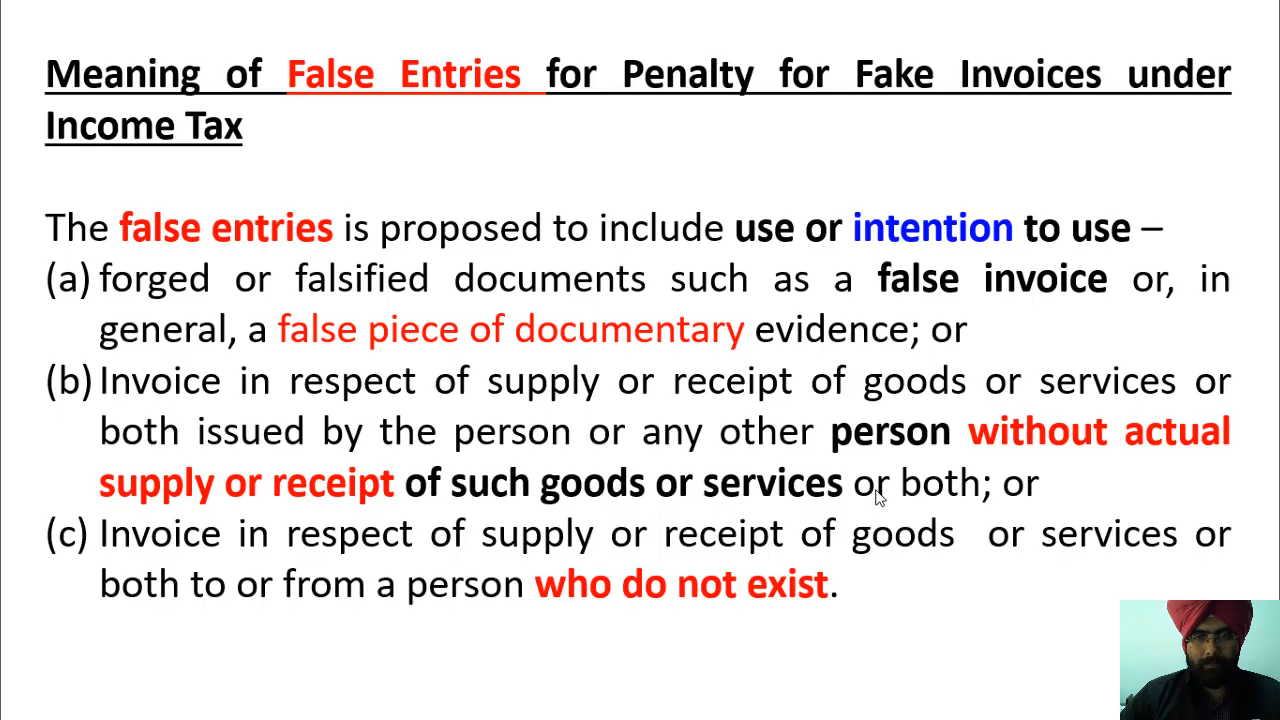 Meaning of False Entries for Penalty for Fake Invoices under
Income Tax
The false entries is proposed to include use or intention to use –
(a) forged or falsified documents such as a false invoice or, in
general, a false piece of documentary evidence; or
(b) Invoice in respect of supply or receipt of goods or services or
both issued by the person or any other person without actual
supply or receipt of such goods or services or both; or
(c) Invoice in respect of supply or receipt of goods or services or
both to or from a person who do not exist.